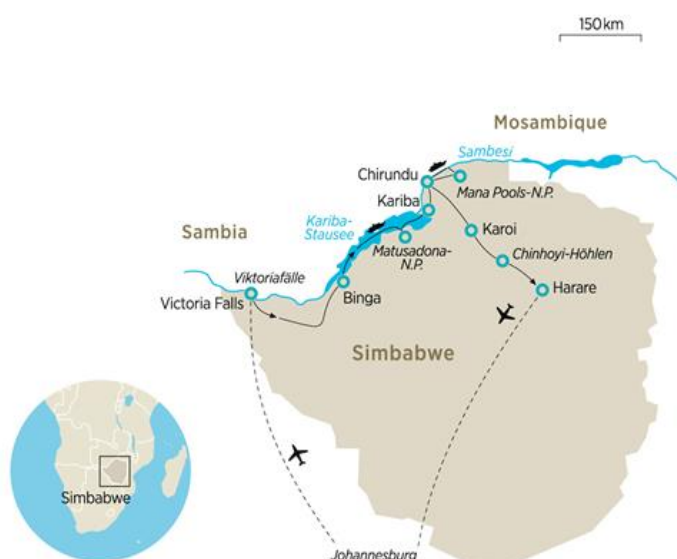 150 km
Mosambique
Sambesi
Chirundu
Mana Pools-N.P.
Kariba
Kariba-
Stausee
Karoi
Sambia
Matusadona-
N.P.
Chinhoyi-Höhlen
Viktoriafälle
Victoria Falls
Binga
Harare
Simbabwe
Simbabwe
Johannesburg